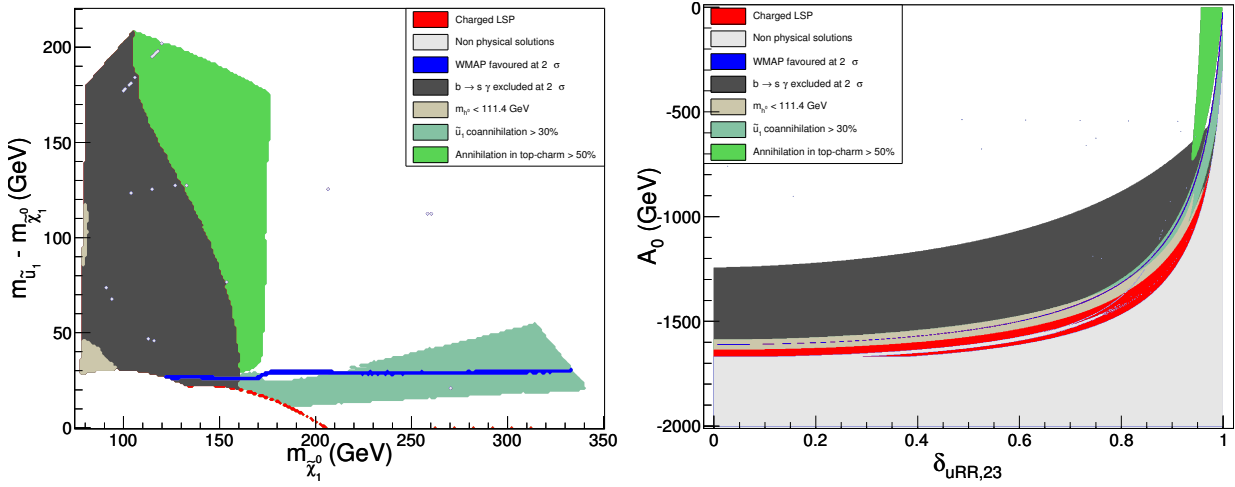 Charged LSP
Non physical solutions
WMAP favoured at 2 σ
b → s γ excluded at 2 σ
m_h⁰ < 111.4 GeV
ũ₁ coannihilation > 30%
Annihilation in top-charm > 50%
200
150
100
50
0
m_ũ₁ - m_χ̃₁⁰ (GeV)
100 150 200 250 300 350
m_χ̃₁⁰ (GeV)
Charged LSP
Non physical solutions
WMAP favoured at 2 σ
b → s γ excluded at 2 σ
m_h⁰ < 111.4 GeV
ũ₁ coannihilation > 30%
Annihilation in top-charm > 50%
0
-500
-1000
-1500
-2000
A₀ (GeV)
0 0.2 0.4 0.6 0.8 1
δ_uRR,23